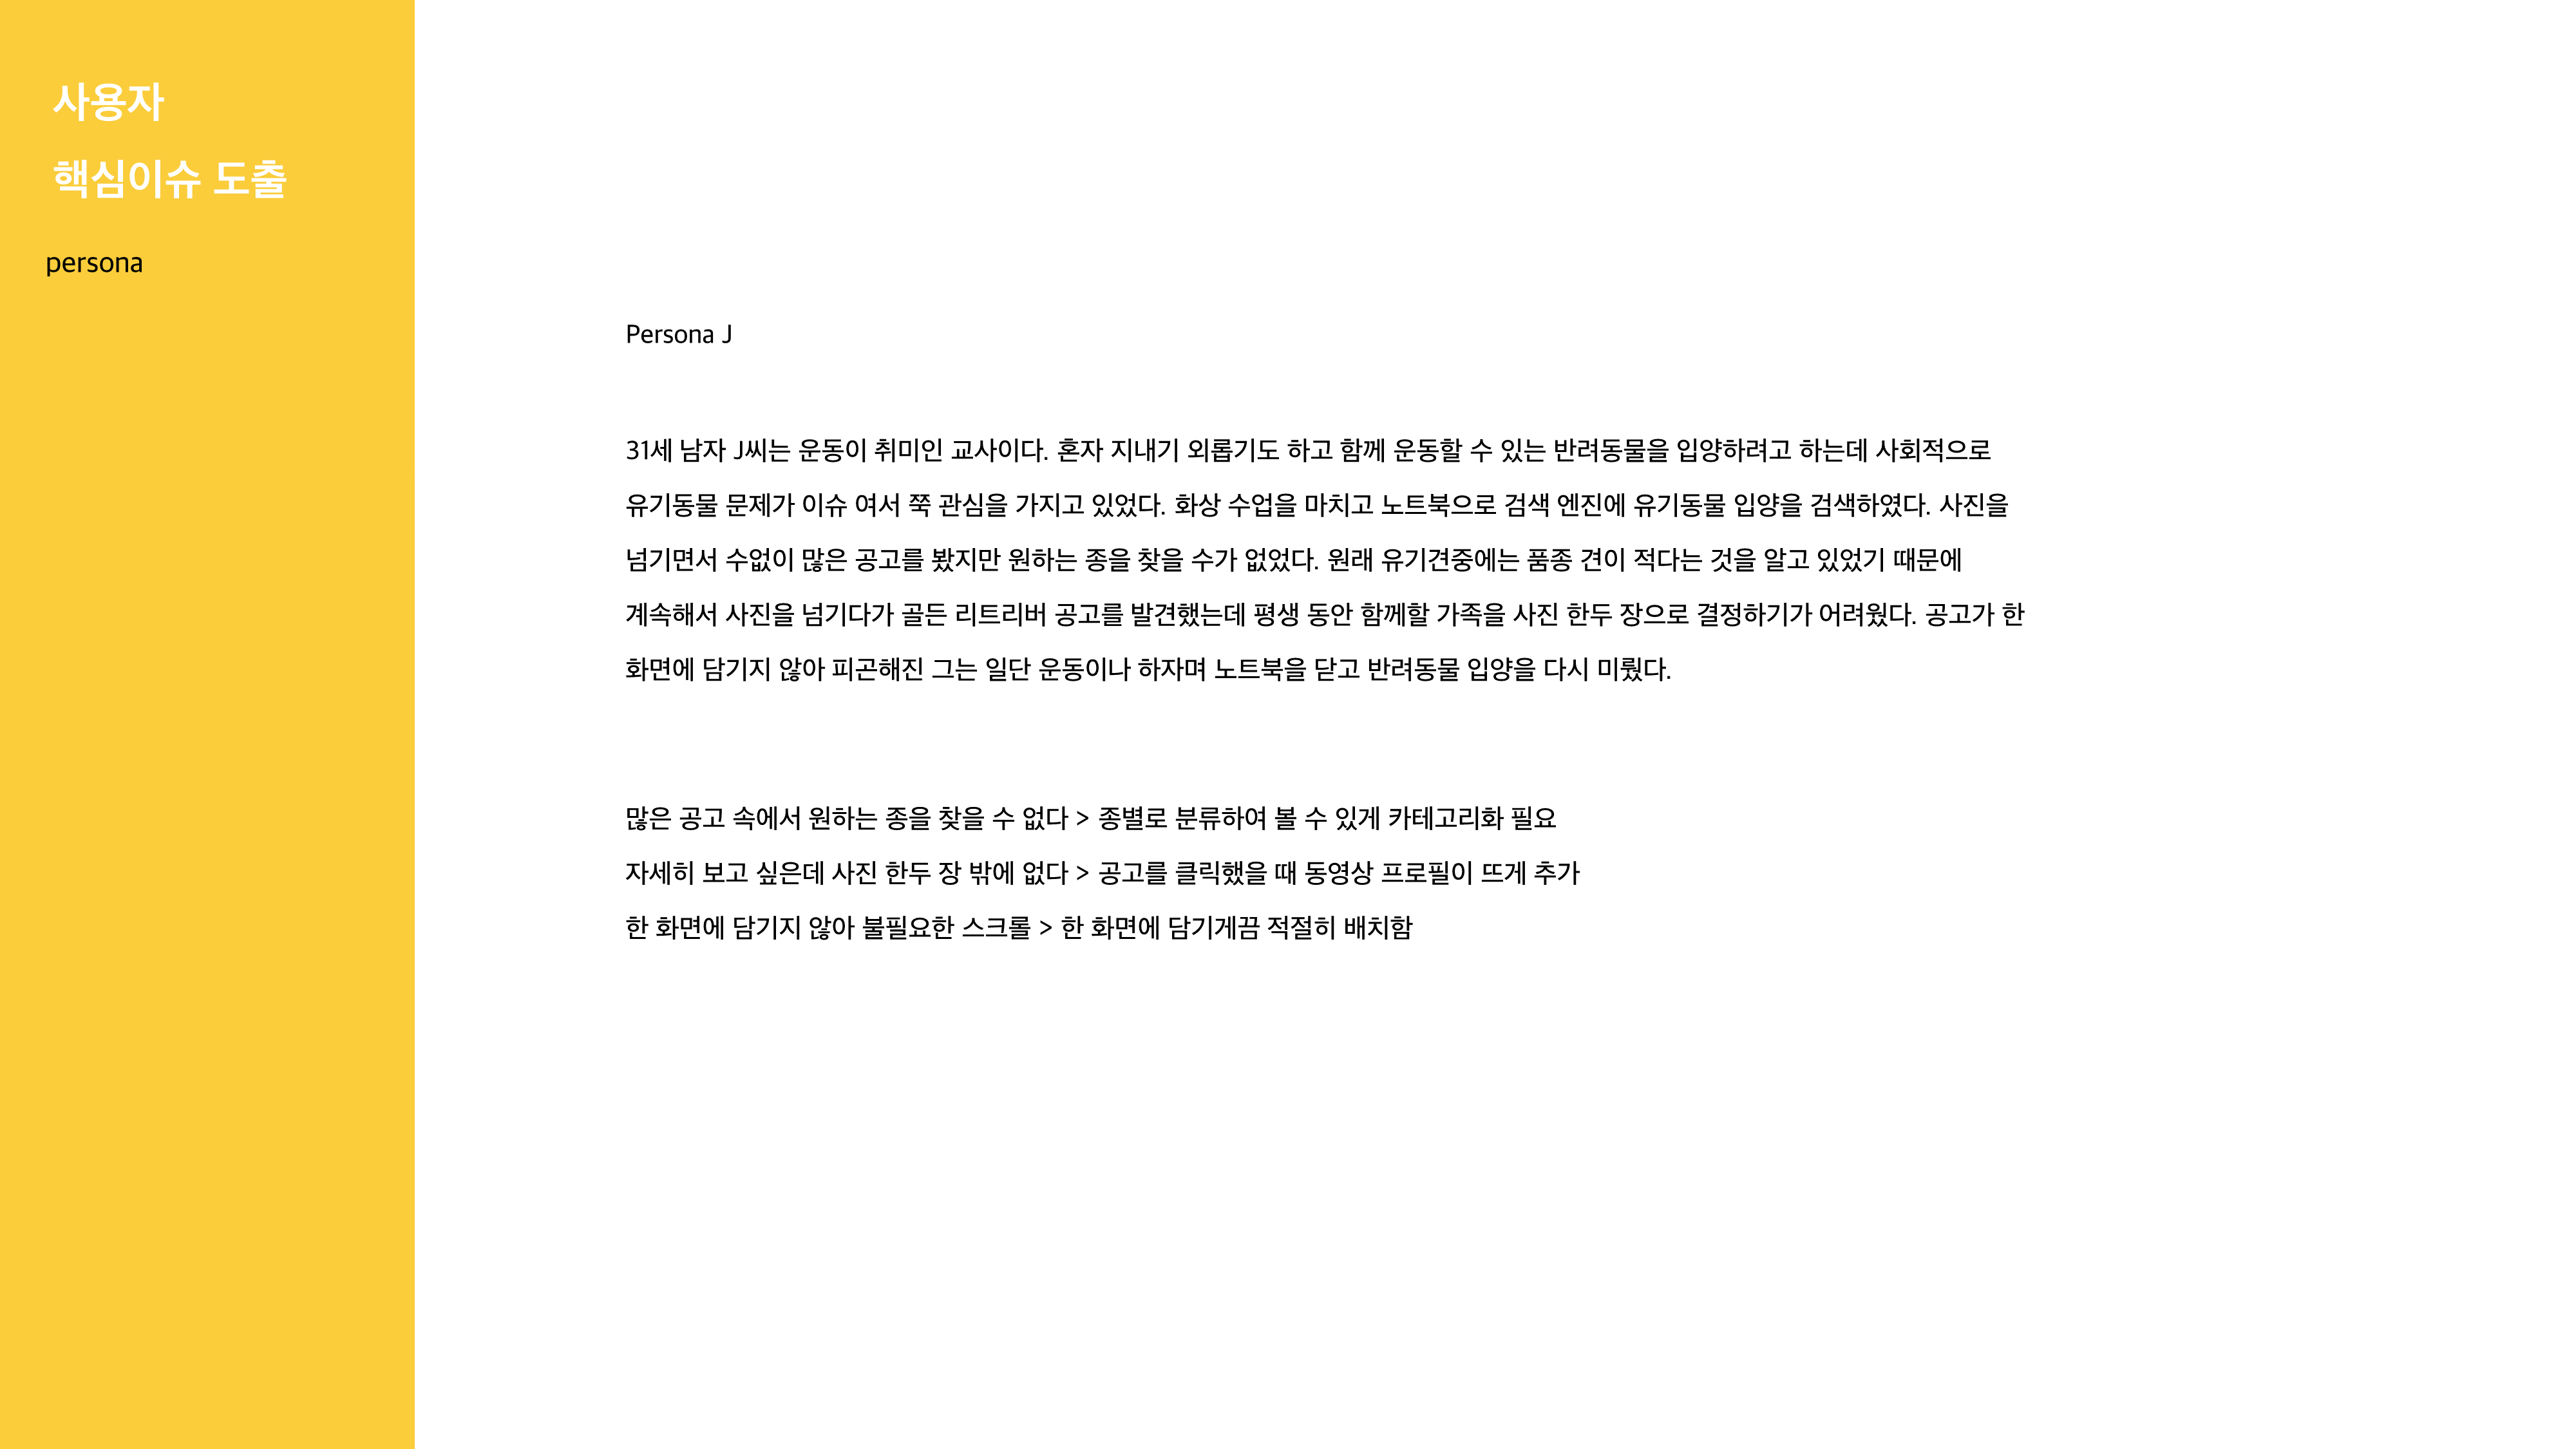 사용자
핵심이슈 도출
persona
Persona J
31세 남자 J씨는 운동이 취미인 교사이다. 혼자 지내기 외롭기도 하고 함께 운동할 수 있는 반려동물을 입양하려고 하는데 사회적으로
유기동물 문제가 이슈 여서 쭉 관심을 가지고 있었다. 화상 수업을 마치고 노트북으로 검색 엔진에 유기동물 입양을 검색하였다. 사진을
넘기면서 수없이 많은 공고를 봤지만 원하는 종을 찾을 수가 없었다. 원래 유기견중에는 품종 견이 적다는 것을 알고 있었기 때문에
계속해서 사진을 넘기다가 골든 리트리버 공고를 발견했는데 평생 동안 함께할 가족을 사진 한두 장으로 결정하기가 어려웠다. 공고가 한
화면에 담기지 않아 피곤해진 그는 일단 운동이나 하자며 노트북을 닫고 반려동물 입양을 다시 미뤘다.
많은 공고 속에서 원하는 종을 찾을 수 없다 > 종별로 분류하여 볼 수 있게 카테고리화 필요
자세히 보고 싶은데 사진 한두 장 밖에 없다 > 공고를 클릭했을 때 동영상 프로필이 뜨게 추가
한 화면에 담기지 않아 불필요한 스크롤 > 한 화면에 담기게끔 적절히 배치함